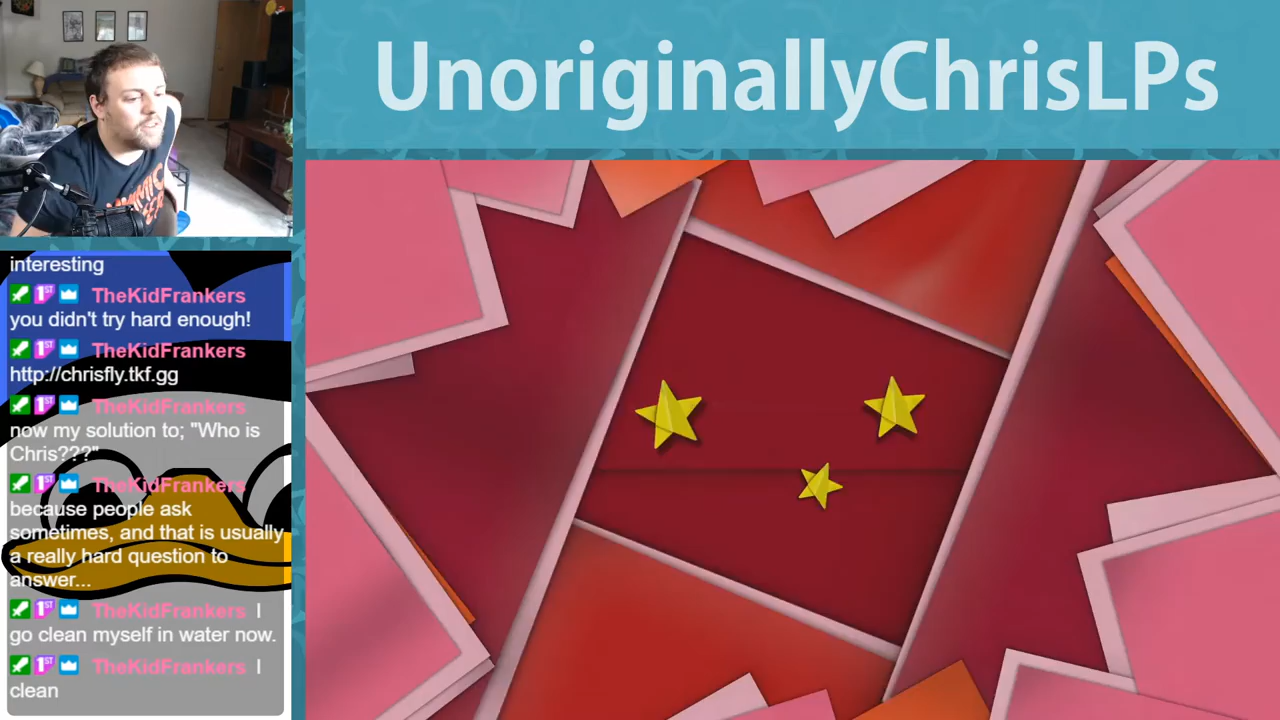 UnoriginallyChrisLPs
interesting
TheKidFrankers
you didn't try hard enough!
TheKidFrankers
http://chrisfly.tkf.gg
TheKidFrankers
now my solution to; "Who is
Chris???"
TheKidFrankers
because people ask
sometimes, and that is usually
a really hard question to
answer...
TheKidFrankers I
go clean myself in water now.
TheKidFrankers I
clean